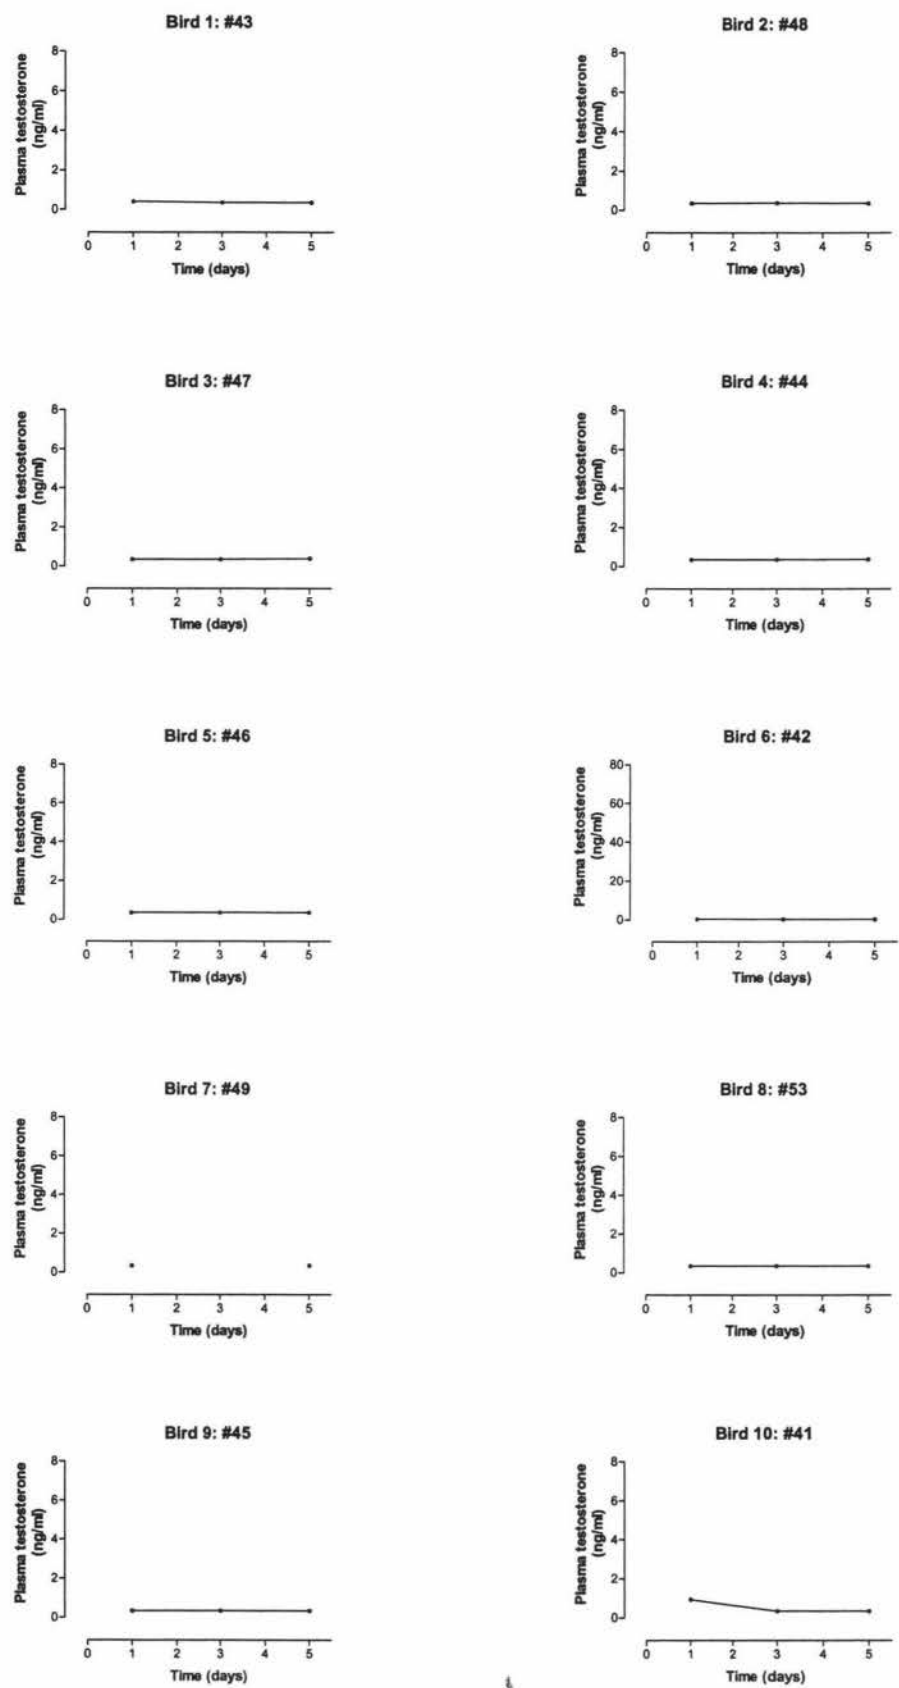 Bird 1: #43
Plasma testosterone
(ng/ml)
8
6
4
2
0
0 1 2 3 4 5
Time (days)
Bird 2: #48
Plasma testosterone
(ng/ml)
8
6
4
2
0
0 1 2 3 4 5
Time (days)
Bird 3: #47
Plasma testosterone
(ng/ml)
8
6
4
2
0
0 1 2 3 4 5
Time (days)
Bird 4: #44
Plasma testosterone
(ng/ml)
8
6
4
2
0
0 1 2 3 4 5
Time (days)
Bird 5: #46
Plasma testosterone
(ng/ml)
8
6
4
2
0
0 1 2 3 4 5
Time (days)
Bird 6: #42
Plasma testosterone
(ng/ml)
80
60
40
20
0
0 1 2 3 4 5
Time (days)
Bird 7: #49
Plasma testosterone
(ng/ml)
8
6
4
2
0
0 1 2 3 4 5
Time (days)
Bird 8: #53
Plasma testosterone
(ng/ml)
8
6
4
2
0
0 1 2 3 4 5
Time (days)
Bird 9: #45
Plasma testosterone
(ng/ml)
8
6
4
2
0
0 1 2 3 4 5
Time (days)
Bird 10: #41
Plasma testosterone
(ng/ml)
8
6
4
2
0
0 1 2 3 4 5
Time (days)